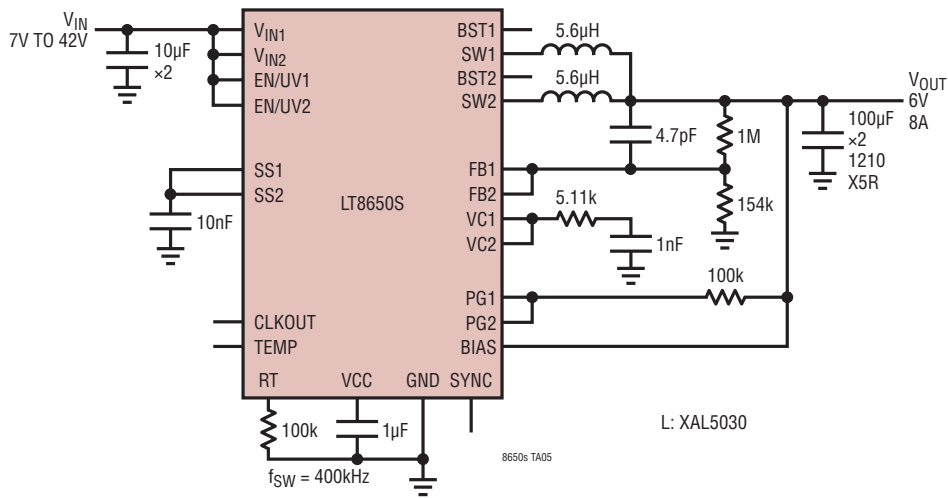 VIN
7V TO 42V
10µF
×2
VIN1
VIN2
EN/UV1
EN/UV2
SS1
SS2
10nF
CLKOUT
TEMP
LT8650S
BST1
SW1
BST2
SW2
FB1
FB2
VC1
VC2
PG1
PG2
BIAS
RT
VCC
GND
SYNC
5.6µH
5.6µH
4.7pF
1M
154k
5.11k
1nF
100k
VOUT
6V
8A
100µF
×2
1210
X5R
100k
1µF
fSW = 400kHz
L: XAL5030
8650s TA05